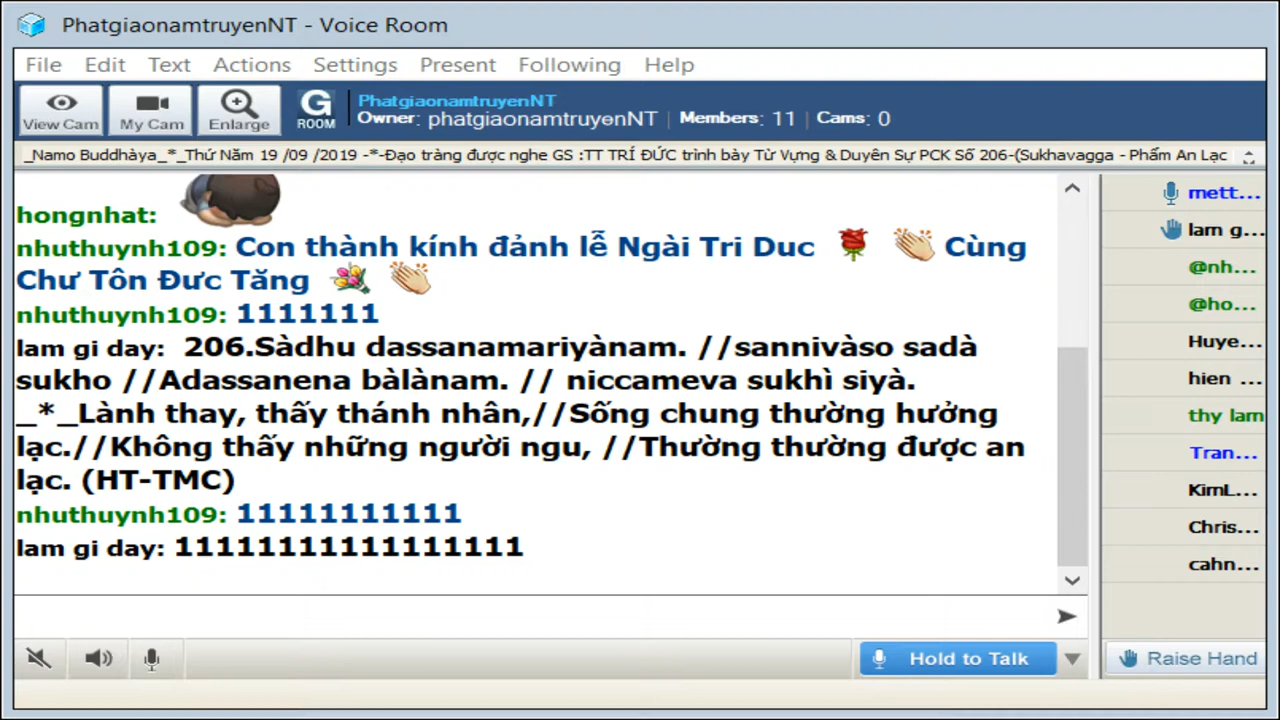 PhatgiaonamtruyenNT - Voice Room
File Edit Text Actions Settings Present Following Help
View Cam My Cam Enlarge G ROOM
PhatgiaonamtruyenNT
Owner: phatgiaonamtruyenNT Members: 11 Cams: 0
_Namo Buddhàya_*_Thứ Năm 19 /09 /2019 -*-Đạo tràng được nghe GS :TT TRÍ ĐỨC trình bày Từ Vựng & Duyên Sự PCK Số 206-(Sukhavagga - Phẩm An Lạc
hongnhat:
nhuthuynh109: Con thành kính đảnh lễ Ngài Tri Duc Cùng
Chư Tôn Đưc Tăng
nhuthuynh109: 1111111
lam gi day: 206.Sàdhu dassanamariyànam. //sannivàso sadà
sukho //Adassanena bàlànam. // niccameva sukhì siyà.
_*_Lành thay, thấy thánh nhân,//Sống chung thường hưởng
lạc.//Không thấy những người ngu, //Thường thường được an
lạc. (HT-TMC)
nhuthuynh109: 11111111111
lam gi day: 11111111111111111
mett...
lam g...
@nh...
@ho...
Huye...
hien ...
thy lam
Tran...
KimL...
Chris...
cahn...
Hold to Talk
Raise Hand